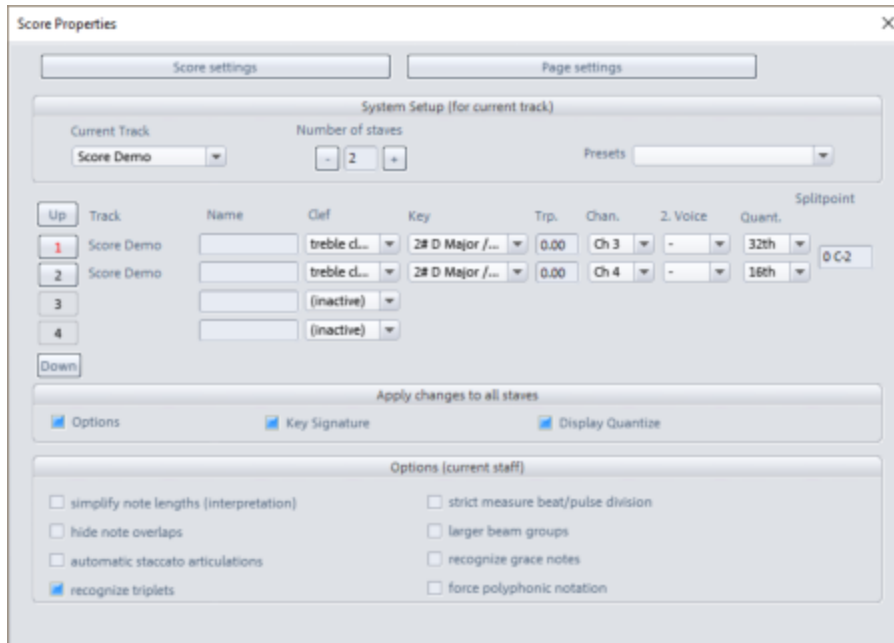 Score Properties
Score settings Page settings
System Setup (for current track)
Current Track Number of staves
Score Demo - 2 + Presets
Splitpoint
Up Track Name Clef Key Trp. Chan. 2. Voice Quant.
1 Score Demo treble cl... 2# D Major /... 0.00 Ch 3 - 32th
0 C-2
2 Score Demo treble cl... 2# D Major /... 0.00 Ch 4 - 16th
3 (inactive)
4 (inactive)
Down
Apply changes to all staves
Options Key Signature Display Quantize
Options (current staff)
simplify note lengths (interpretation) strict measure beat/pulse division
hide note overlaps larger beam groups
automatic staccato articulations recognize grace notes
recognize triplets force polyphonic notation